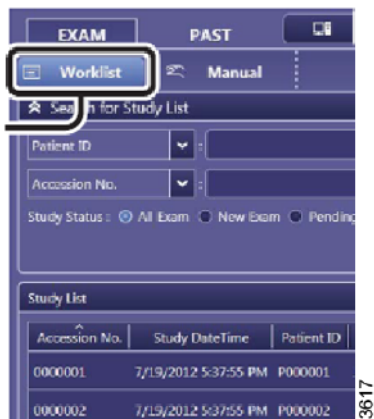 EXAM PAST
Worklist Manual
Search for Study List
Patient ID :
Accession No. :
Study Status : All Exam New Exam Pending
Study List
Accession No. Study DateTime Patient ID
0000001 7/19/2012 5:37:55 PM P000001
0000002 7/19/2012 5:37:55 PM P000002
3617